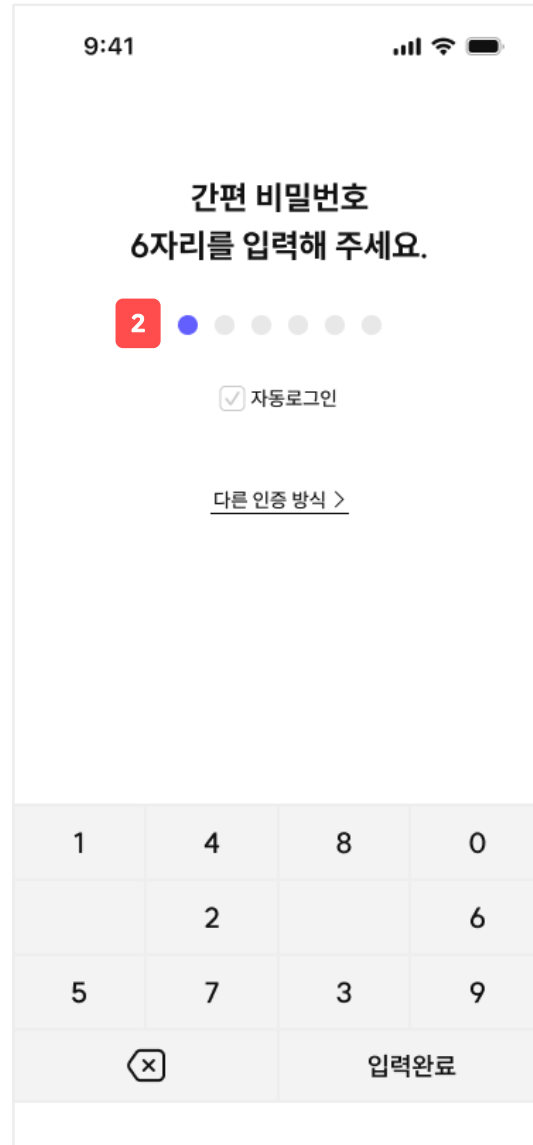 9:41
간편 비밀번호
6자리를 입력해 주세요.
2
자동로그인
다른 인증 방식 >
1 4 8 0
2 6
5 7 3 9
입력완료